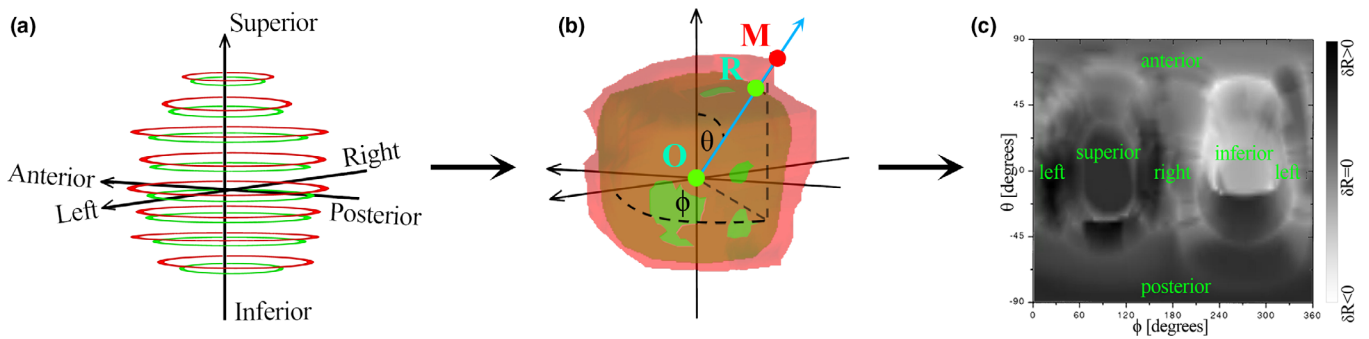 (a)
Superior
Anterior
Left
Right
Posterior
Inferior
(b)
M
R
θ
O
ϕ
(c)
90
45
0
-45
-90
θ [degrees]
anterior
superior
inferior
left
right
left
posterior
0
60
120
180
240
300
360
ϕ [degrees]
δR>0
δR=0
δR<0